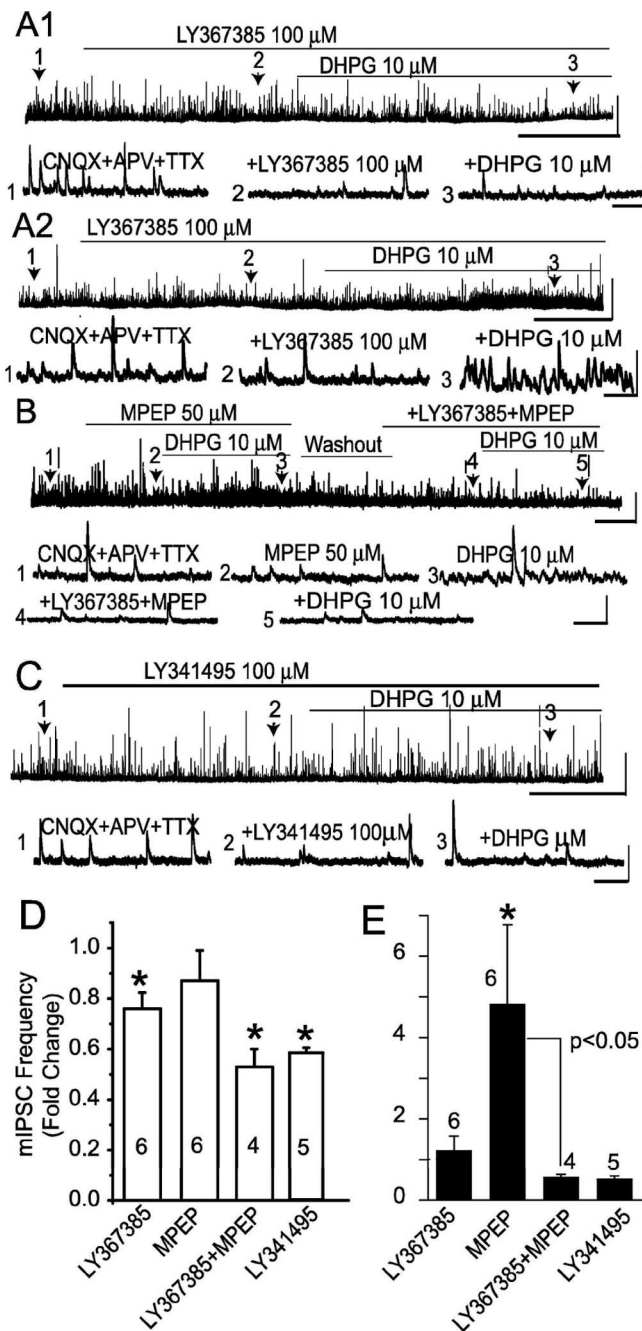 A1
LY367385 100 µM
1
2
DHPG 10 µM
3
CNQX+APV+TTX
+LY367385 100 µM
+DHPG 10 µM
1
2
3
A2
LY367385 100 µM
1
2
DHPG 10 µM
3
CNQX+APV+TTX
+LY367385 100 µM
+DHPG 10 µM
1
2
3
B
MPEP 50 µM
+LY367385+MPEP
1
2
DHPG 10 µM
3
Washout
4
DHPG 10 µM
5
CNQX+APV+TTX
MPEP 50 µM
DHPG 10 µM
1
2
3
+LY367385+MPEP
+DHPG 10 µM
4
5
C
LY341495 100 µM
1
2
DHPG 10 µM
3
CNQX+APV+TTX
+LY341495 100µM
+DHPG µM
1
2
3
D
mIPSC Frequency
(Fold Change)
1.0
0.8
0.6
0.4
0.2
0.0
*
*
*
6
6
4
5
LY367385
MPEP
LY367385+MPEP
LY341495
E
6
4
2
0
*
6
6
p<0.05
4
5
LY367385
MPEP
LY367385+MPEP
LY341495